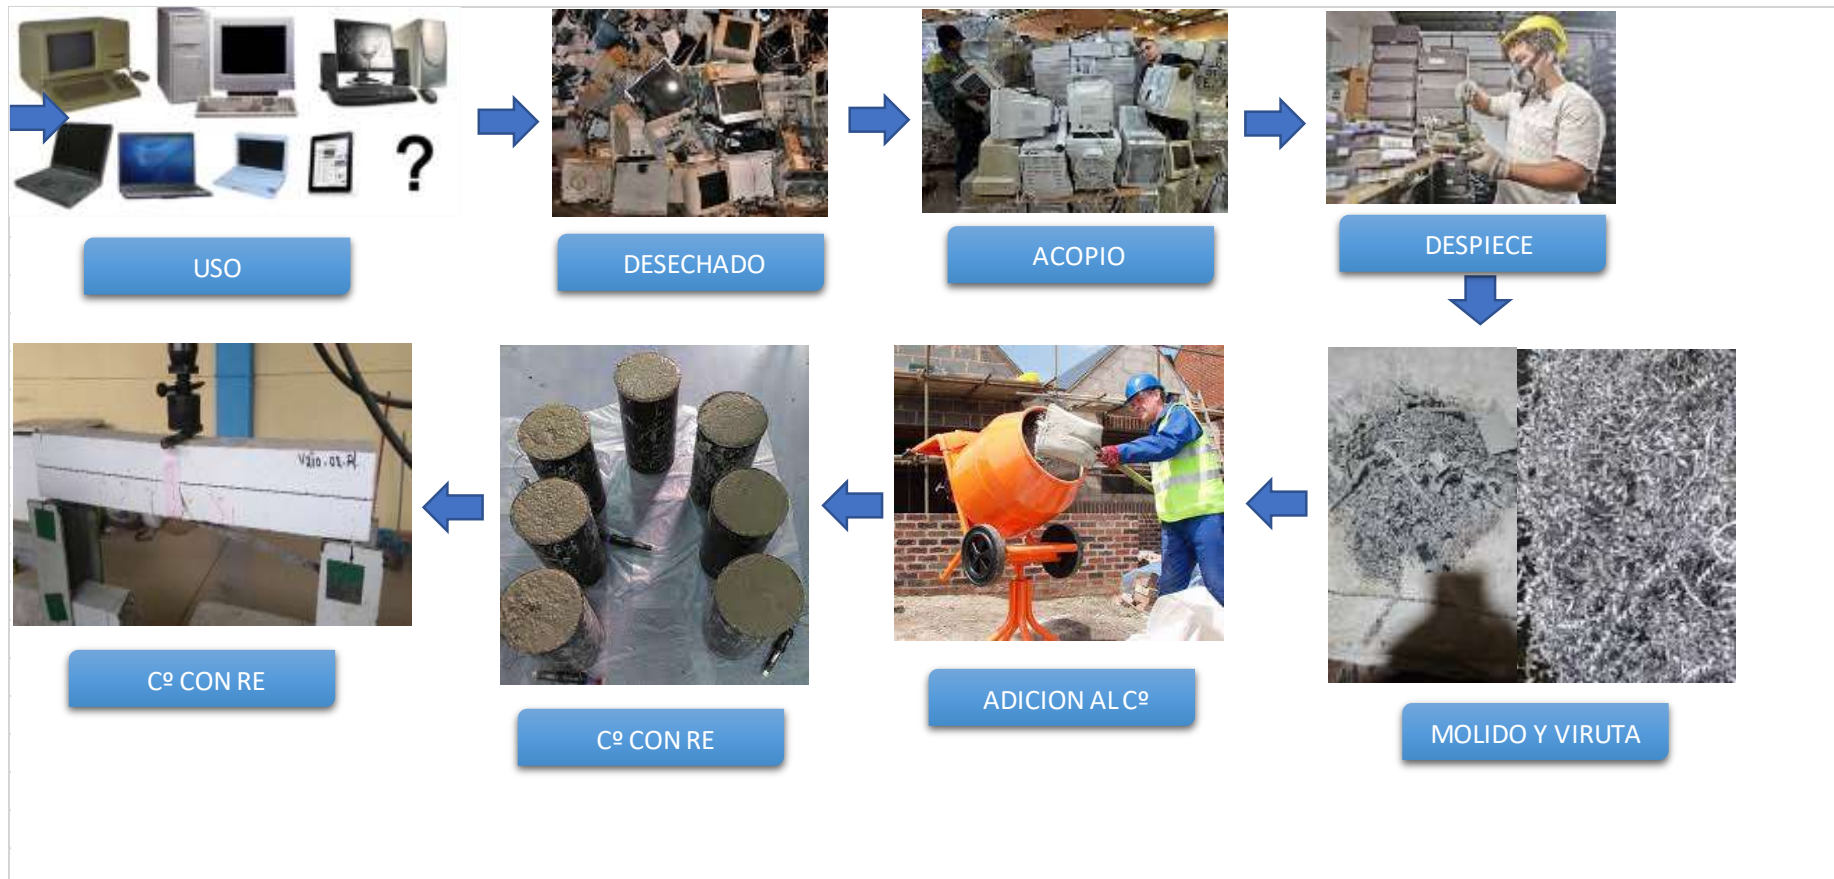 ?
USO
DESECHADO
ACOPIO
DESPIECE
Cº CON RE
Cº CON RE
ADICION AL Cº
MOLIDO Y VIRUTA